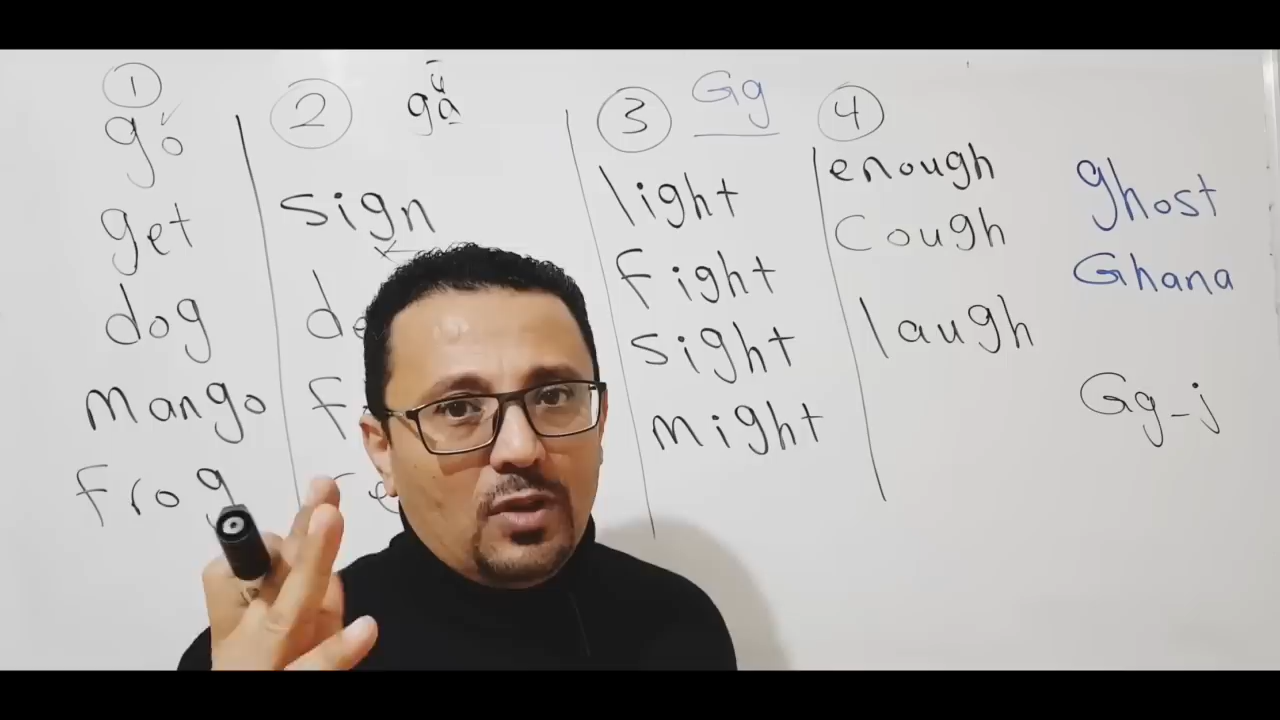 1
go
get
dog
mango
frog
2
ga
sign
3
Gg
light
Fight
sight
might
4
enough
Cough
laugh
ghost
Ghana
Gg-j